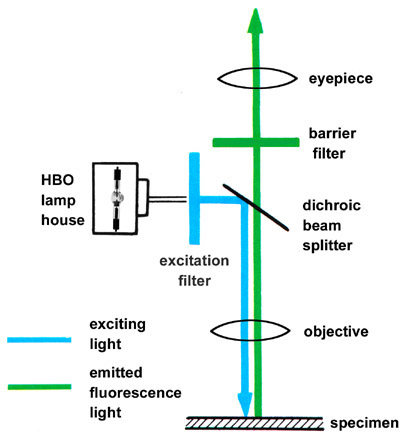 eyepiece
barrier
filter
HBO
lamp
house
dichroic
beam
splitter
excitation
filter
exciting
light
objective
emitted
fluorescence
light
specimen